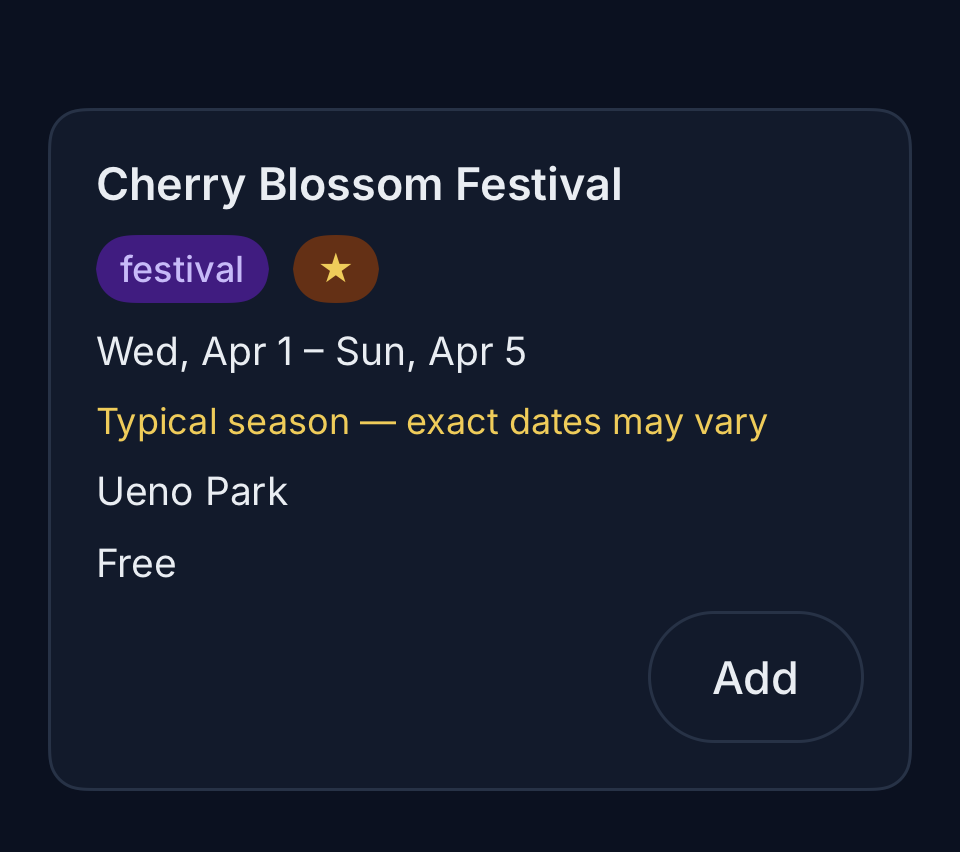 Cherry Blossom Festival
festival ★
Wed, Apr 1 – Sun, Apr 5
Typical season — exact dates may vary
Ueno Park
Free
Add